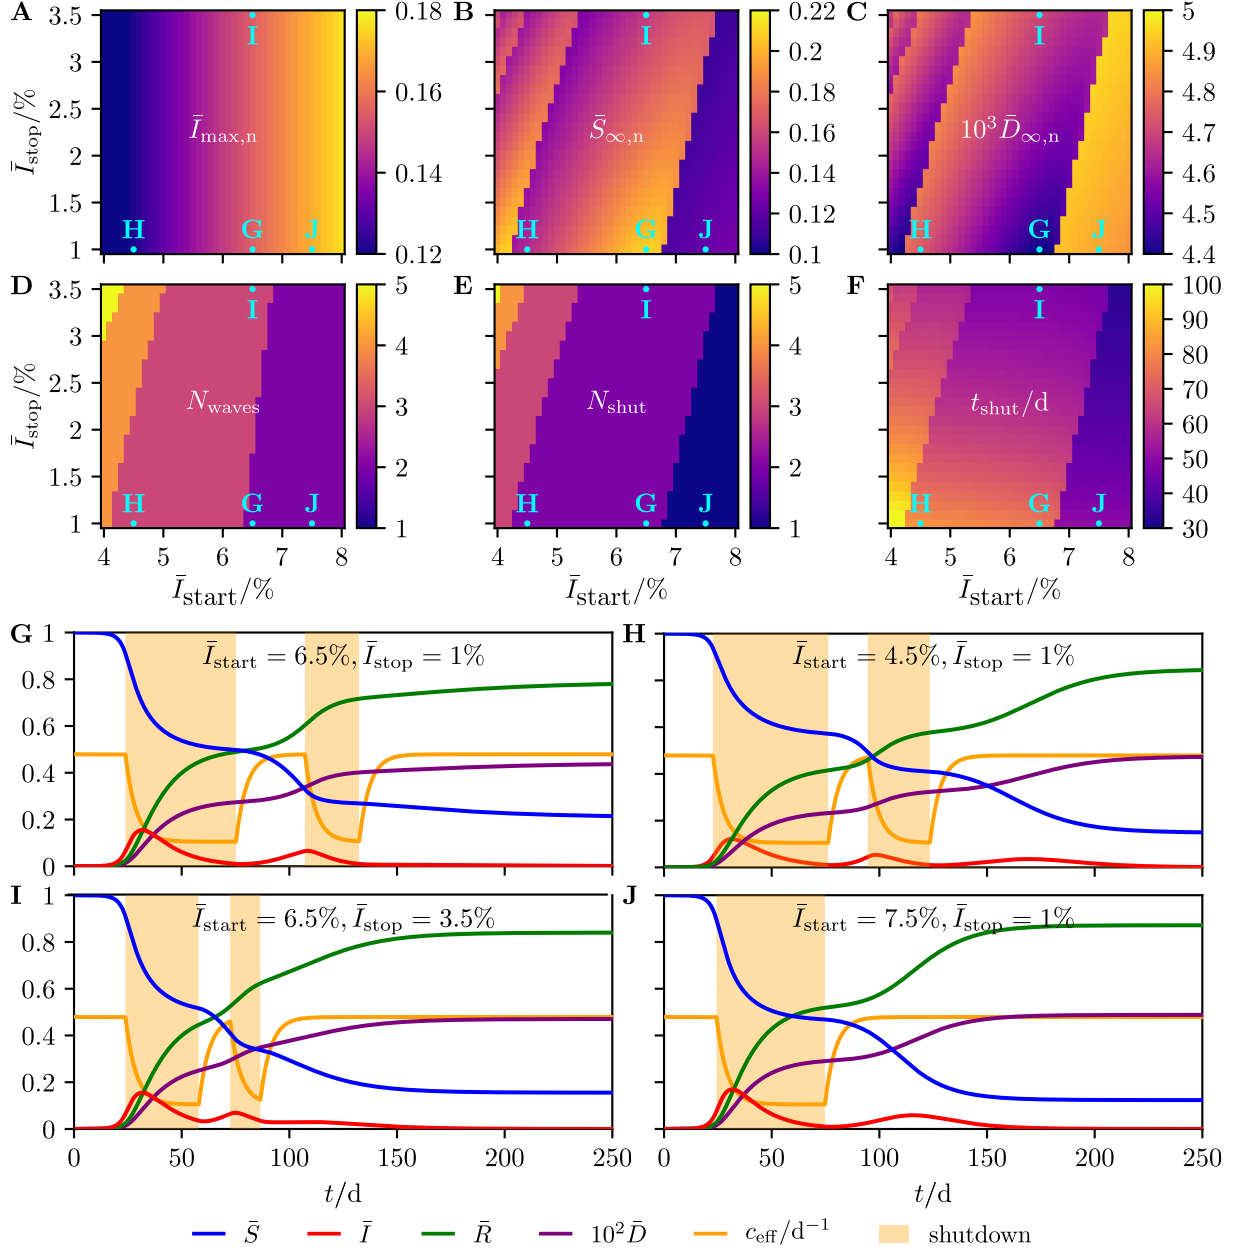 A
B
C
3.5
3
2.5
2
1.5
1
Ī_stop/%
Ī_max,n
I
H
G
J
0.18
0.16
0.14
0.12
S̄_∞,n
I
H
G
J
0.22
0.2
0.18
0.16
0.14
0.12
0.1
10³D̄_∞,n
I
H
G
J
5
4.9
4.8
4.7
4.6
4.5
4.4
D
E
F
3.5
3
2.5
2
1.5
1
Ī_stop/%
N_waves
I
H
G
J
5
4
3
2
1
N_shut
I
H
G
J
5
4
3
2
1
t_shut/d
I
H
G
J
100
90
80
70
60
50
40
30
4 5 6 7 8
4 5 6 7 8
4 5 6 7 8
Ī_start/%
Ī_start/%
Ī_start/%
G
Ī_start = 6.5%, Ī_stop = 1%
1
0.8
0.6
0.4
0.2
0
H
Ī_start = 4.5%, Ī_stop = 1%
I
Ī_start = 6.5%, Ī_stop = 3.5%
1
0.8
0.6
0.4
0.2
0
J
Ī_start = 7.5%, Ī_stop = 1%
0 50 100 150 200 250
0 50 100 150 200 250
t/d
t/d
S̄ Ī R̄ 10²D̄ c_eff/d⁻¹ shutdown